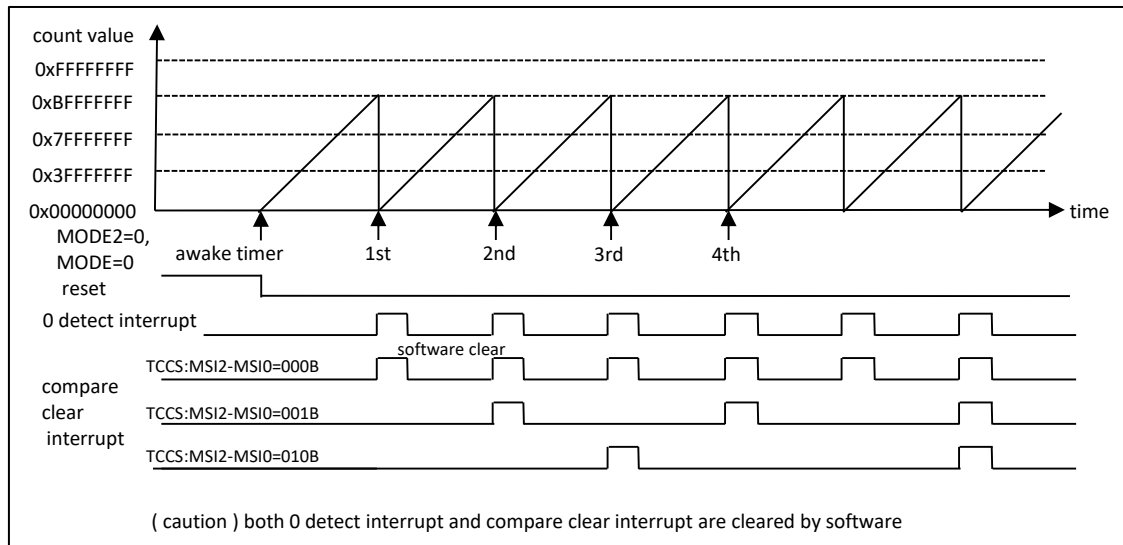 count value
0xFFFFFFFF
0xBFFFFFFF
0x7FFFFFFF
0x3FFFFFFF
0x00000000
time
MODE2=0,
MODE=0
awake timer
1st
2nd
3rd
4th
reset
0 detect interrupt
software clear
TCCS:MSI2-MSI0=000B
compare
clear
interrupt
TCCS:MSI2-MSI0=001B
TCCS:MSI2-MSI0=010B
( caution ) both 0 detect interrupt and compare clear interrupt are cleared by software